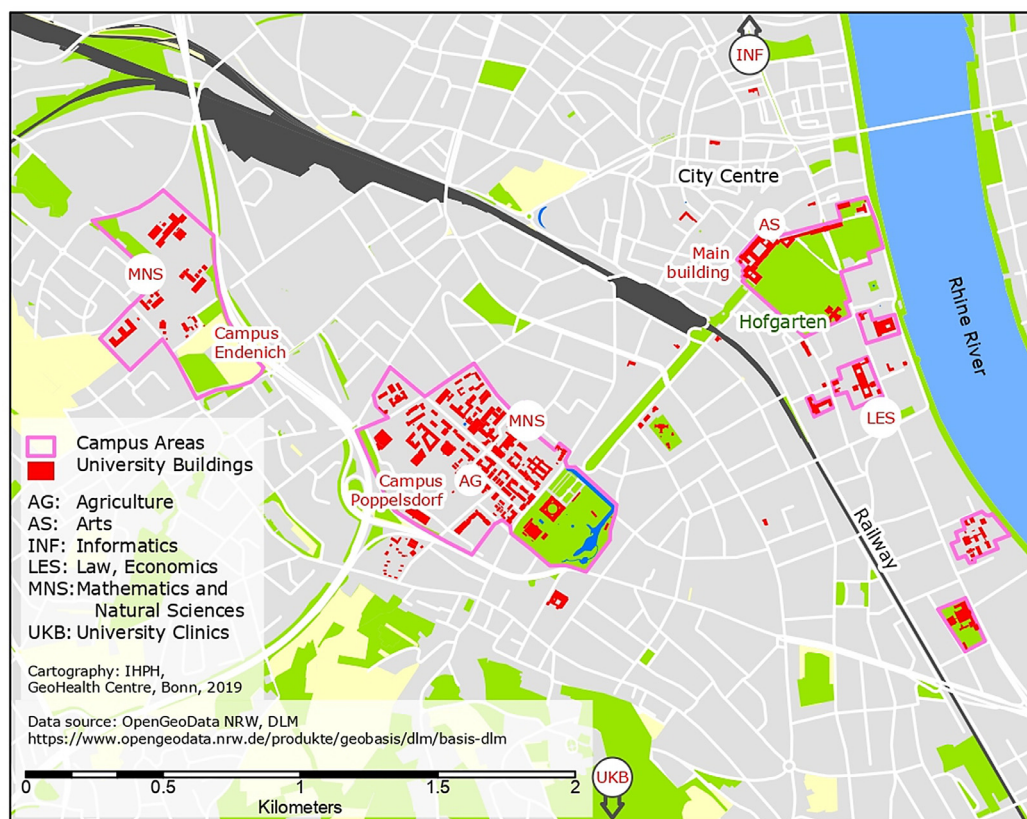 INF
City Centre
AS
Main
building
MNS
Hofgarten
Rhine River
Campus
Endenich
LES
MNS
Campus
Poppelsdorf
AG
Railway
Campus Areas
University Buildings
AG: Agriculture
AS: Arts
INF: Informatics
LES: Law, Economics
MNS: Mathematics and
Natural Sciences
UKB: University Clinics
Cartography: IHPH,
GeoHealth Centre, Bonn, 2019
Data source: OpenGeoData NRW, DLM
https://www.opengeodata.nrw.de/produkte/geobasis/dlm/basis-dlm
UKB
0 0.5 1 1.5 2
Kilometers